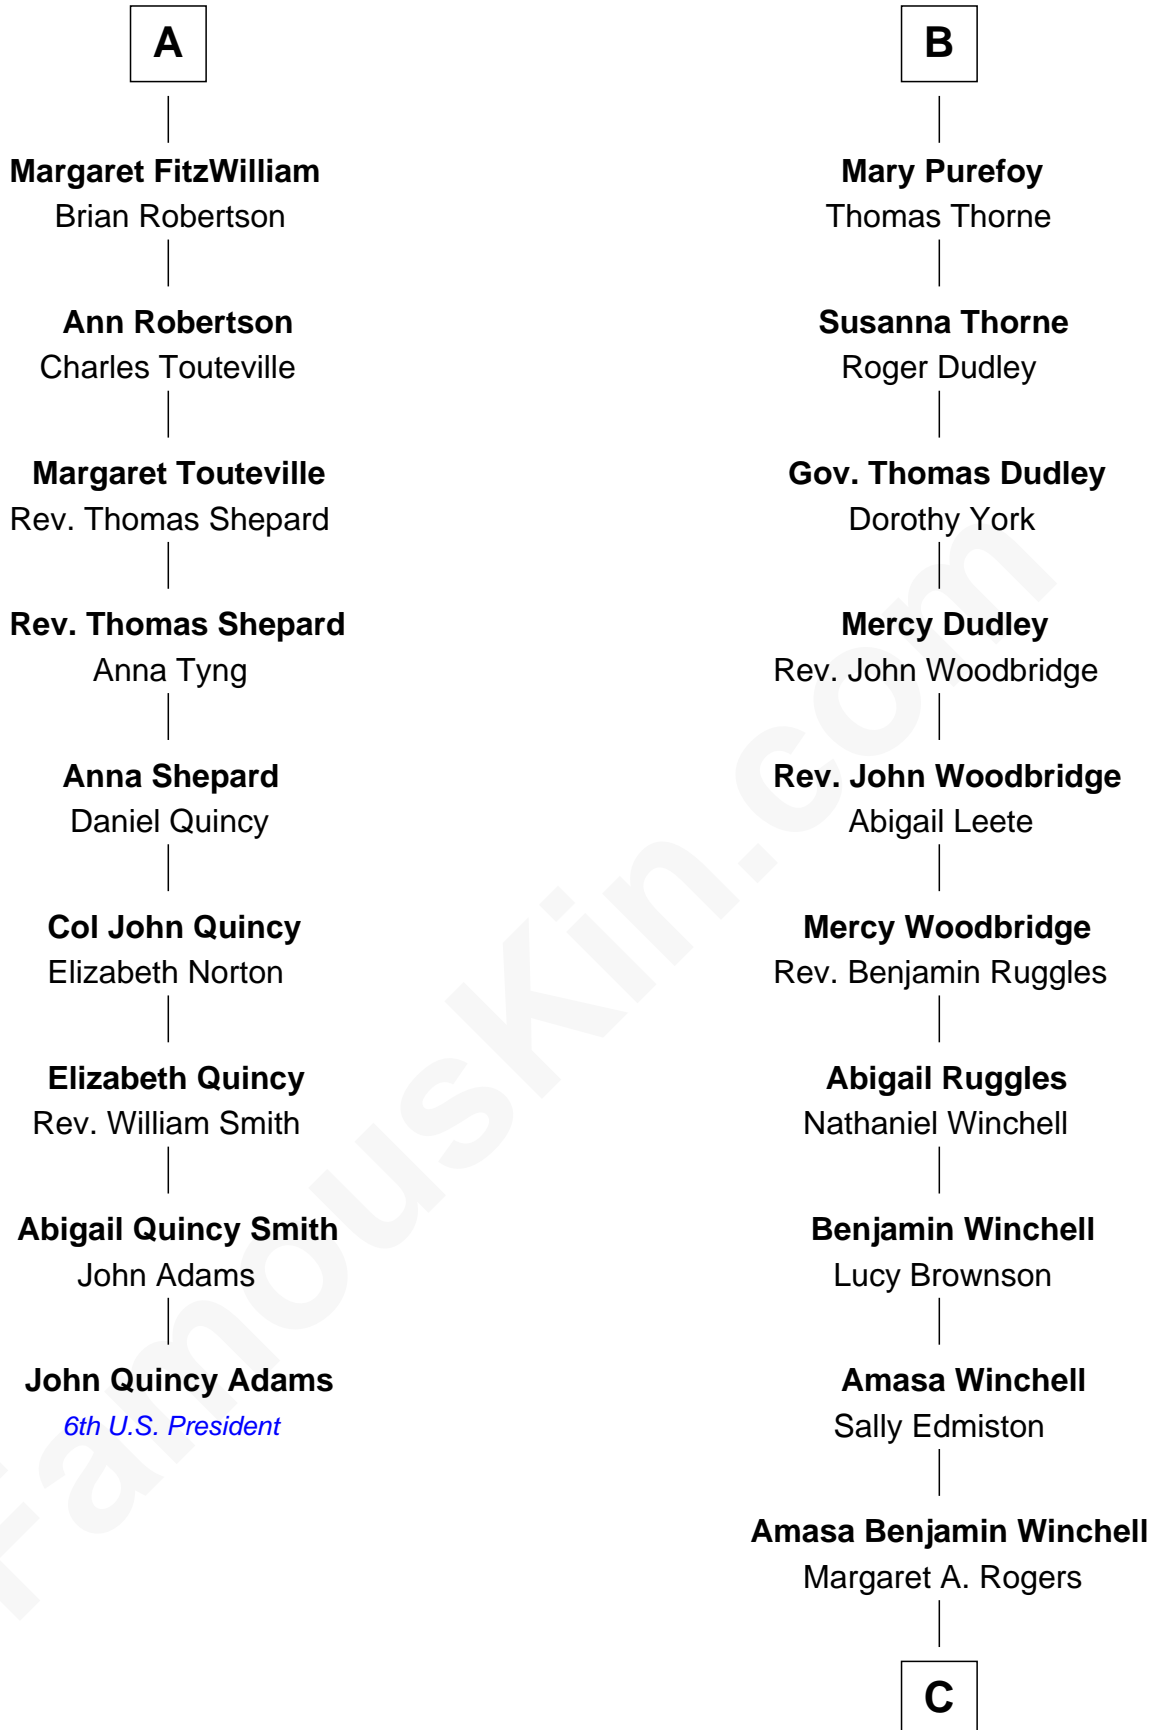 A
Margaret FitzWilliam
Brian Robertson
Ann Robertson
Charles Touteville
Margaret Touteville
Rev. Thomas Shepard
Rev. Thomas Shepard
Anna Tyng
Anna Shepard
Daniel Quincy
Col John Quincy
Elizabeth Norton
Elizabeth Quincy
Rev. William Smith
Abigail Quincy Smith
John Adams
John Quincy Adams
6th U.S. President
B
Mary Purefoy
Thomas Thorne
Susanna Thorne
Roger Dudley
Gov. Thomas Dudley
Dorothy York
Mercy Dudley
Rev. John Woodbridge
Rev. John Woodbridge
Abigail Leete
Mercy Woodbridge
Rev. Benjamin Ruggles
Abigail Ruggles
Nathaniel Winchell
Benjamin Winchell
Lucy Brownson
Amasa Winchell
Sally Edmiston
Amasa Benjamin Winchell
Margaret A. Rogers
C
FamousKin.com